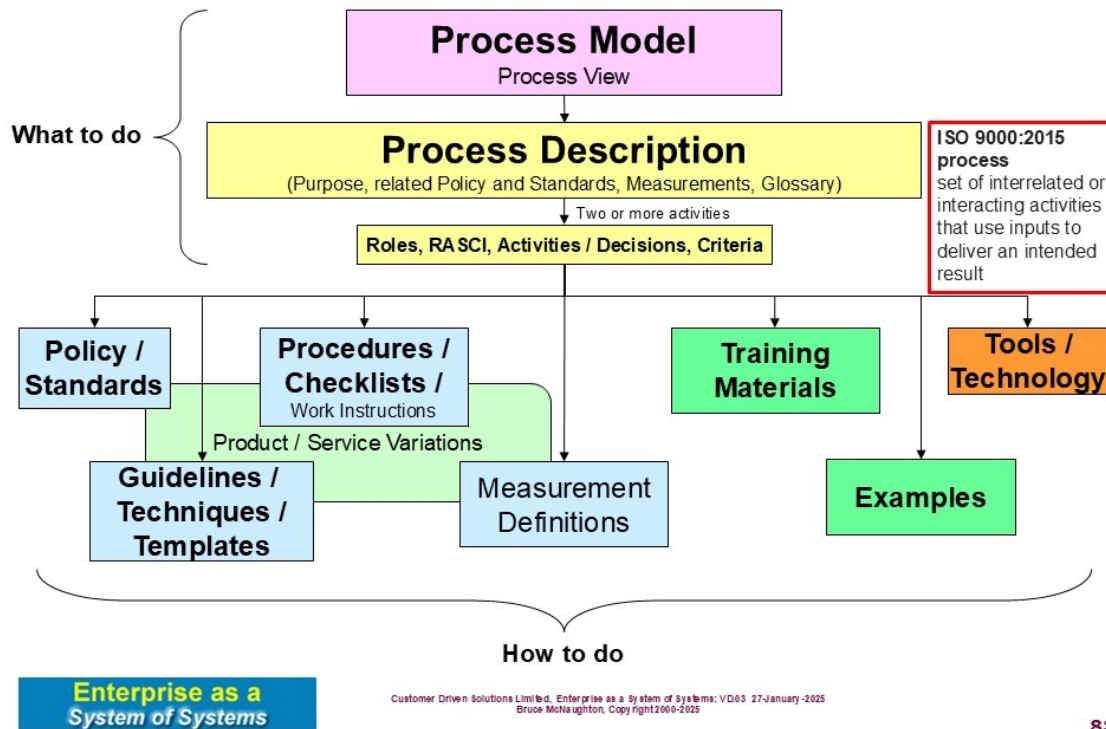 Process Model
Process View
What to do
Process Description
(Purpose, related Policy and Standards, Measurements, Glossary)
Two or more activities
Roles, RASCI, Activities / Decisions, Criteria
ISO 9000:2015
process
set of interrelated or
interacting activities
that use inputs to
deliver an intended
result
Policy /
Standards
Procedures /
Checklists /
Work Instructions
Training
Materials
Tools /
Technology
Product / Service Variations
Guidelines /
Techniques /
Templates
Measurement
Definitions
Examples
How to do
Enterprise as a
System of Systems
Customer Driven Solutions Limited, Enterprise as a System of Systems: VD.03 27-January-2025
Bruce McNaughton, Copyright 2000-2025